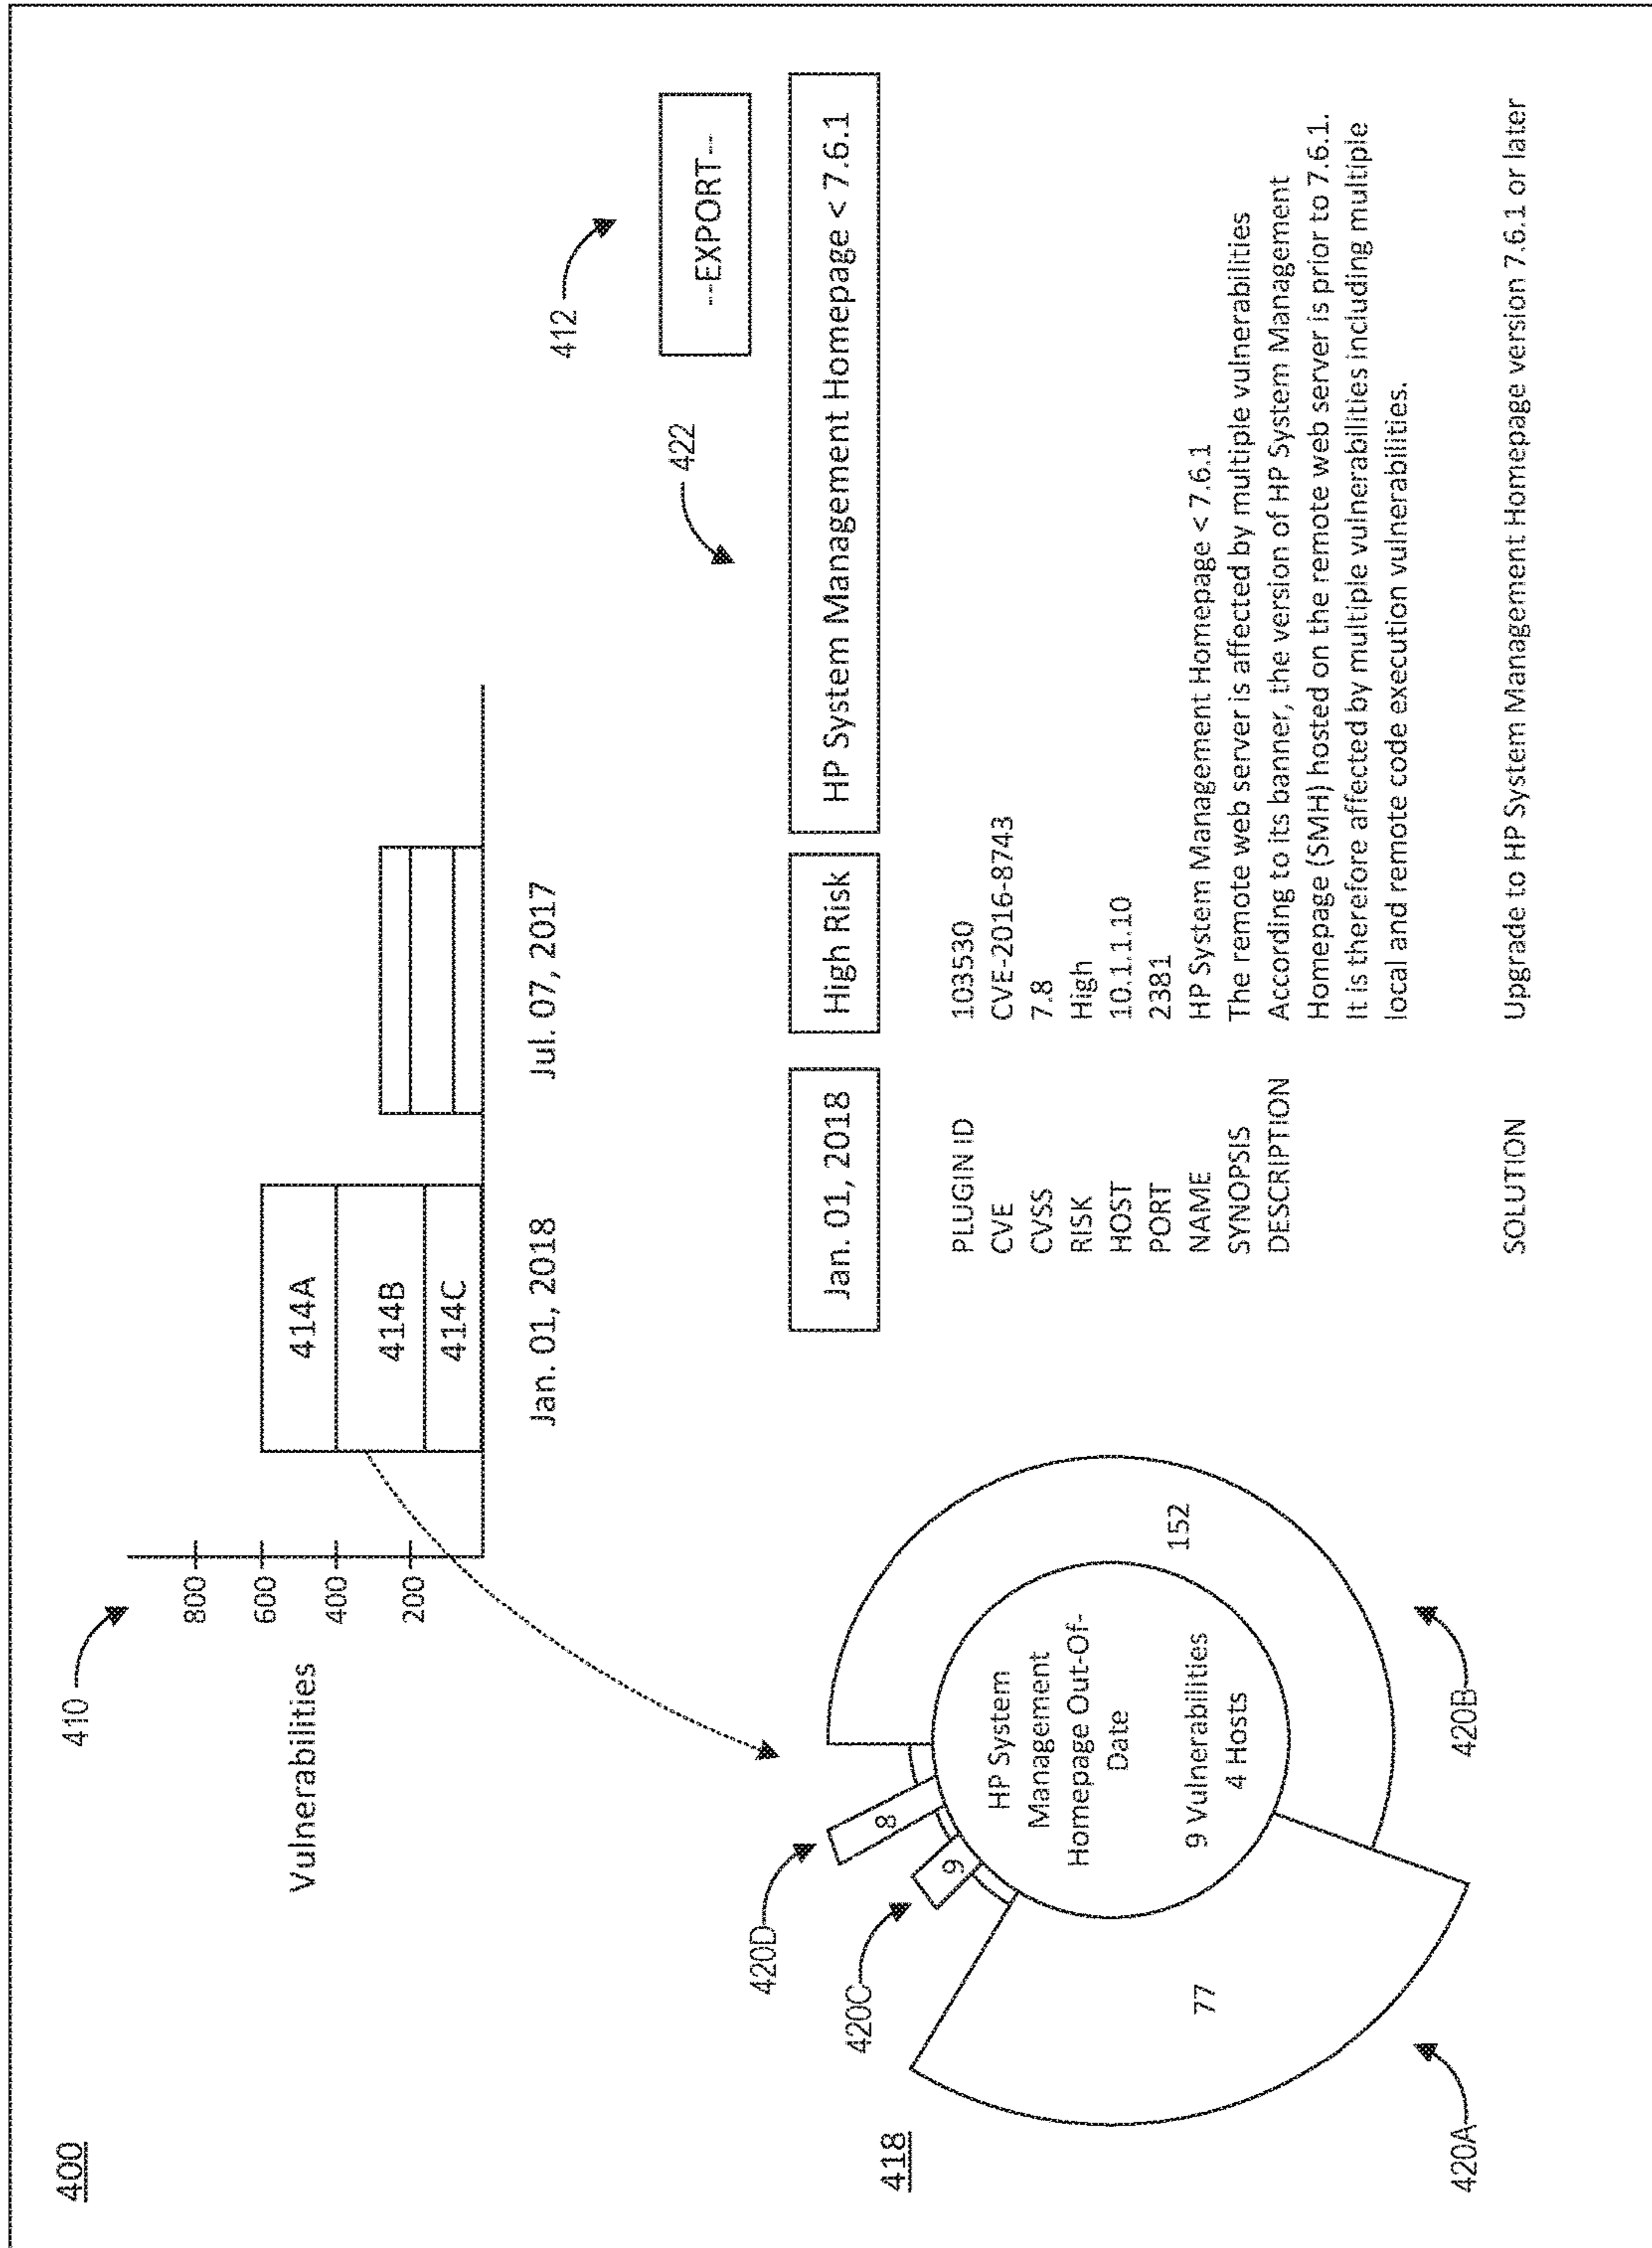 400
410
Vulnerabilities
800
600
400
200
414A
414B
414C
Jan. 01, 2018
Jul. 07, 2017
412
--EXPORT--
422
Jan. 01, 2018
High Risk
HP System Management Homepage < 7.6.1
418
420D
420C
8
9
152
77
HP System
Management
Homepage Out-Of-
Date
9 Vulnerabilities
4 Hosts
420A
420B
PLUGIN ID 103530
CVE CVE-2016-8743
CVSS 7.8
RISK High
HOST 10.1.1.10
PORT 2381
NAME HP System Management Homepage < 7.6.1
SYNOPSIS The remote web server is affected by multiple vulnerabilities
DESCRIPTION According to its banner, the version of HP System Management
Homepage (SMH) hosted on the remote web server is prior to 7.6.1.
It is therefore affected by multiple vulnerabilities including multiple
local and remote code execution vulnerabilities.
SOLUTION Upgrade to HP System Management Homepage version 7.6.1 or later